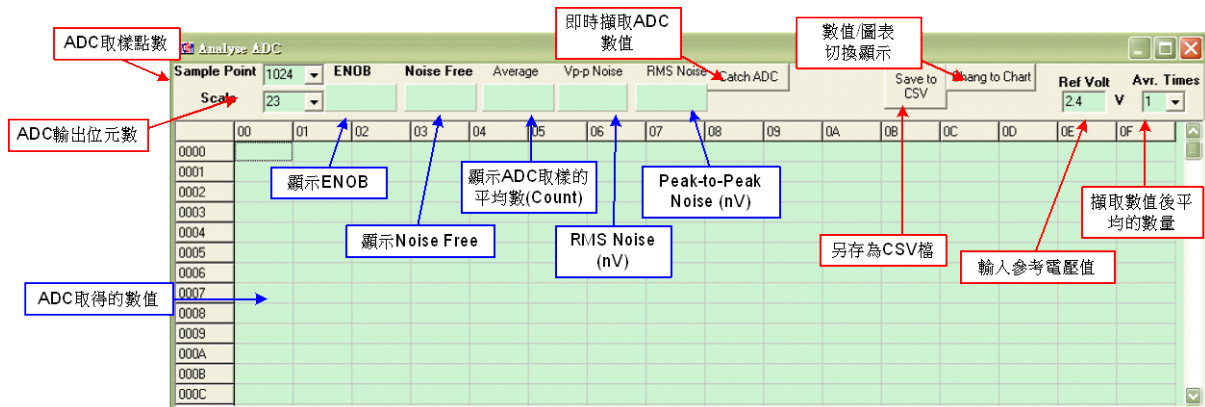 即時擷取ADC
數值
數值/圖表
切換顯示
ADC取樣點數
Analyse ADC
Sample Point 1024 ENOB Noise Free Average Vp-p Noise RMS Noise Catch ADC Save to Chang to Chart Ref Volt Avr. Times
CSV
Scale 23 2.4 V 1
ADC輸出位元數
00 01 02 03 04 05 06 07 08 09 0A 0B 0C 0D 0E 0F
0000
0001
0002
0003
0004
0005
0006
0007
0008
0009
000A
000B
000C
顯示ENOB
顯示ADC取樣的
平均數(Count)
Peak-to-Peak
Noise (nV)
擷取數值後平
均的數量
顯示Noise Free
RMS Noise
(nV)
另存為CSV檔
輸入參考電壓值
ADC取得的數值